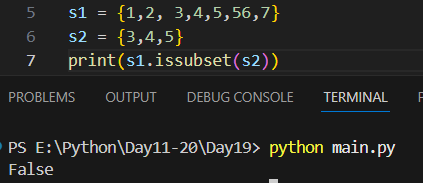 5 s1 = {1,2, 3,4,5,56,7}
6 s2 = {3,4,5}
7 print(s1.issubset(s2))
PROBLEMS OUTPUT DEBUG CONSOLE TERMINAL
PS E:\Python\Day11-20\Day19> python main.py
False